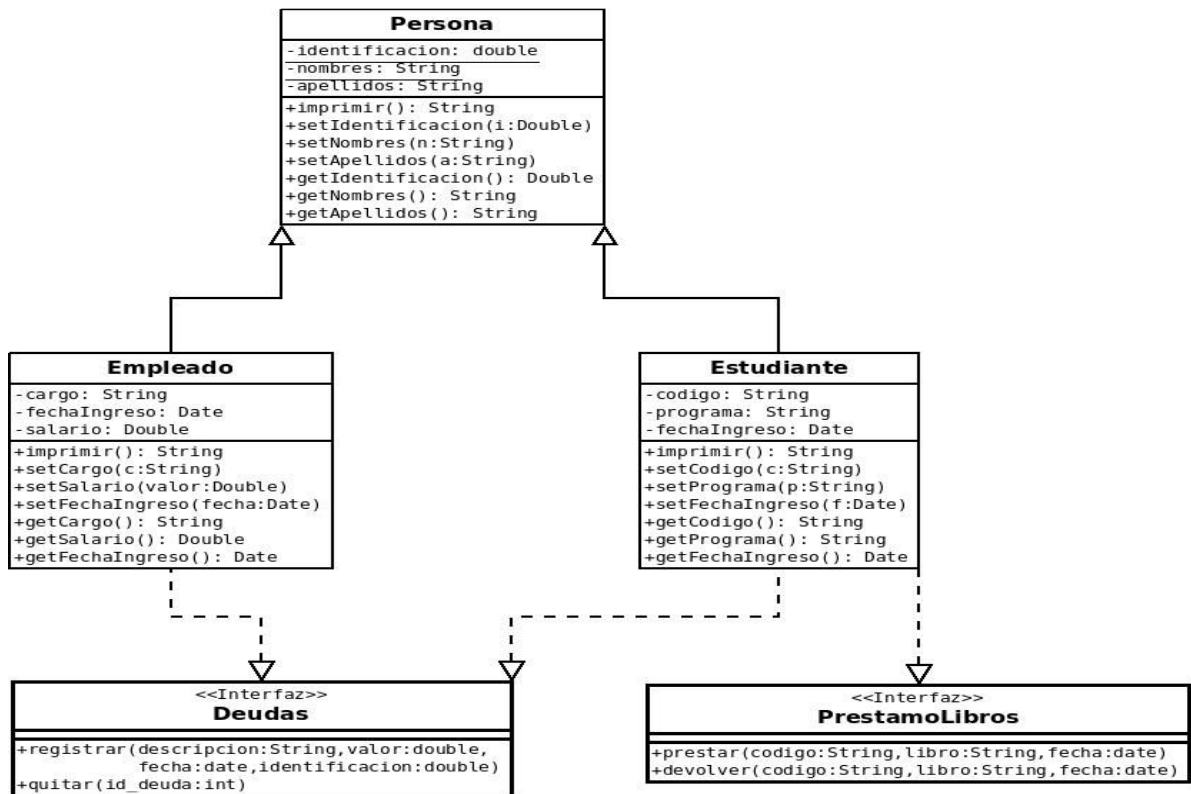 Persona
-identificacion: double
-nombres: String
-apellidos: String
+imprimir(): String
+setIdentificacion(i:Double)
+setNombres(n:String)
+setApellidos(a:String)
+getIdentificacion(): Double
+getNombres(): String
+getApellidos(): String
Empleado
-cargo: String
-fechaIngreso: Date
-salario: Double
+imprimir(): String
+setCargo(c:String)
+setSalario(valor:Double)
+setFechaIngreso(fecha:Date)
+getCargo(): String
+getSalario(): Double
+getFechaIngreso(): Date
Estudiante
-codigo: String
-programa: String
-fechaIngreso: Date
+imprimir(): String
+setCodigo(c:String)
+setPrograma(p:String)
+setFechaIngreso(f:Date)
+getCodigo(): String
+getPrograma(): String
+getFechaIngreso(): Date
<<Interfaz>>
Deudas
+registrar(descripcion:String,valor:double,
fecha:date,identificacion:double)
+quitar(id_deuda:int)
<<Interfaz>>
PrestamoLibros
+prestar(codigo:String,libro:String,fecha:date)
+devolver(codigo:String,libro:String,fecha:date)